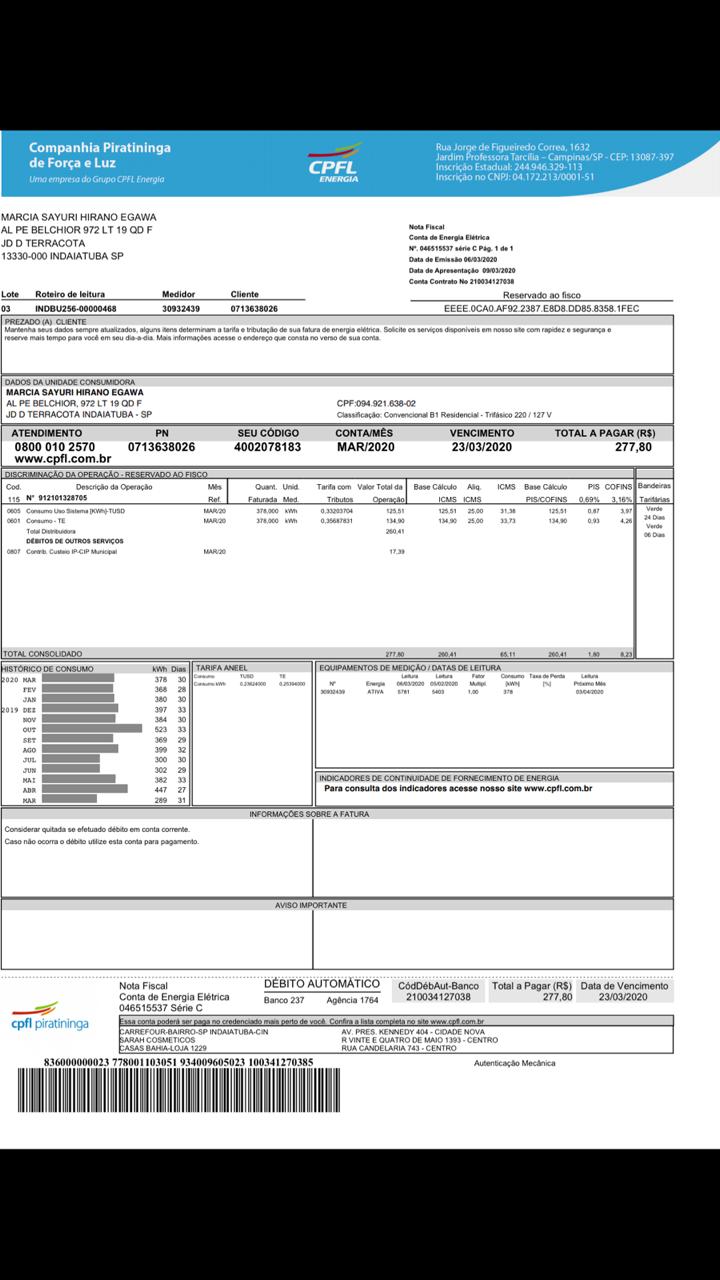 Companhia Piratininga
de Força e Luz
Uma empresa do Grupo CPFL Energia
CPFL
ENERGIA
Rua Jorge de Figueiredo Correa, 1632
Jardim Professora Tarcília – Campinas/SP - CEP: 13087-397
Inscrição Estadual: 244.946.329-113
Inscrição no CNPJ: 04.172.213/0001-51
MARCIA SAYURI HIRANO EGAWA
AL PE BELCHIOR 972 LT 19 QD F
JD D TERRACOTA
13330-000 INDAIATUBA SP
Nota Fiscal
Conta de Energia Elétrica
Nº. 046515537 série C Pág. 1 de 1
Data de Emissão 06/03/2020
Data de Apresentação 09/03/2020
Conta Contrato No 210034127038
Lote Roteiro de leitura Medidor Cliente Reservado ao fisco
03 INDBU256-00000468 30932439 0713638026 EEEE.0CA0.AF92.2387.E8D8.DD85.8358.1FEC
PREZADO (A) CLIENTE
Mantenha seus dados sempre atualizados, alguns itens determinam a tarifa e tributação de sua fatura de energia elétrica. Solicite os serviços disponíveis em nosso site com rapidez e segurança e
reserve mais tempo para você em seu dia-a-dia. Mais informações acesse o endereço que consta no verso de sua conta.
DADOS DA UNIDADE CONSUMIDORA
MARCIA SAYURI HIRANO EGAWA
AL PE BELCHIOR, 972 LT 19 QD F CPF:094.921.638-02
JD D TERRACOTA INDAIATUBA - SP Classificação: Convencional B1 Residencial - Trifásico 220 / 127 V
ATENDIMENTO PN SEU CÓDIGO CONTA/MÊS VENCIMENTO TOTAL A PAGAR (R$)
0800 010 2570 0713638026 4002078183 MAR/2020 23/03/2020 277,80
www.cpfl.com.br
DISCRIMINAÇÃO DA OPERAÇÃO - RESERVADO AO FISCO
Cod. Descrição da Operação Mês Quant. Unid. Tarifa com Valor Total da Base Cálculo Aliq. ICMS Base Cálculo PIS COFINS Bandeiras
115 N° 912101328705 Ref. Faturada Med. Tributos Operação ICMS ICMS PIS/COFINS 0,69% 3,16% Tarifárias
0605 Consumo Uso Sistema [KWh]-TUSD MAR/20 378,000 kWh 0,33203704 125,51 125,51 25,00 31,38 125,51 0,87 3,97 Verde
0601 Consumo - TE MAR/20 378,000 kWh 0,35687831 134,90 134,90 25,00 33,73 134,90 0,93 4,26 24 Dias
Total Distribuidora 260,41 Verde
DÉBITOS DE OUTROS SERVIÇOS 06 Dias
0807 Contrib. Custeio IP-CIP Municipal MAR/20 17,39
TOTAL CONSOLIDADO 277,80 260,41 65,11 260,41 1,80 8,23
HISTÓRICO DE CONSUMO kWh Dias
2020 MAR 378 30
FEV 368 28
JAN 380 30
2019 DEZ 397 33
NOV 384 30
OUT 523 33
SET 369 29
AGO 399 32
JUL 300 30
JUN 302 29
MAI 382 33
ABR 447 27
MAR 289 31
TARIFA ANEEL
Consumo TUSD TE
Consumo kWh 0,23624000 0,25394000
EQUIPAMENTOS DE MEDIÇÃO / DATAS DE LEITURA
Leitura Leitura Fator Consumo Taxa de Perda Leitura
Nº Energia 06/03/2020 05/02/2020 Multipl. [kWh] [%] Próximo Mês
30932439 ATIVA 5781 5403 1,00 378 03/04/2020
INDICADORES DE CONTINUIDADE DE FORNECIMENTO DE ENERGIA
Para consulta dos indicadores acesse nosso site www.cpfl.com.br
INFORMAÇÕES SOBRE A FATURA
Considerar quitada se efetuado débito em conta corrente.
Caso não ocorra o débito utilize esta conta para pagamento.
AVISO IMPORTANTE
cpfl piratininga
Nota Fiscal
Conta de Energia Elétrica
046515537 Série C
DÉBITO AUTOMÁTICO
Banco 237 Agência 1764
CódDébAut-Banco
210034127038
Total a Pagar (R$)
277,80
Data de Vencimento
23/03/2020
Essa conta poderá ser paga no credenciado mais perto de você. Confira a lista completa no site www.cpfl.com.br
CARREFOUR-BAIRRO-SP INDAIATUBA-CIN AV. PRES. KENNEDY 404 - CIDADE NOVA
SARAH COSMETICOS R VINTE E QUATRO DE MAIO 1393 - CENTRO
CASAS BAHIA-LOJA 1229 RUA CANDELARIA 743 - CENTRO
836000000023 778001103051 934009605023 100341270385
Autenticação Mecânica